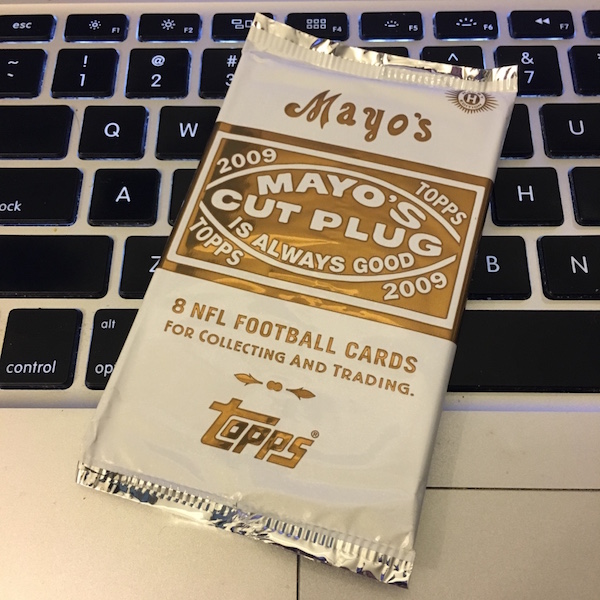 esc
F1
F2
F4
F5
F6
F7
~
!
1
@
2
#
3
&
7
Q
W
U
A
H
ock
Z
B
N
alt
control
op
Mayo's
H
2009
TOPPS
MAYO'S
CUT PLUG
IS ALWAYS GOOD
TOPPS
2009
8 NFL FOOTBALL CARDS
FOR COLLECTING AND TRADING.
topps®